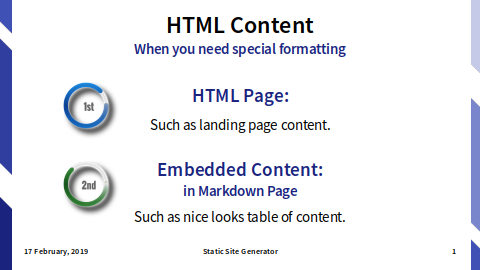 HTML Content
When you need special formatting
1st
HTML Page:
Such as landing page content.
2nd
Embedded Content:
in Markdown Page
Such as nice looks table of content.
17 February, 2019
Static Site Generator
1